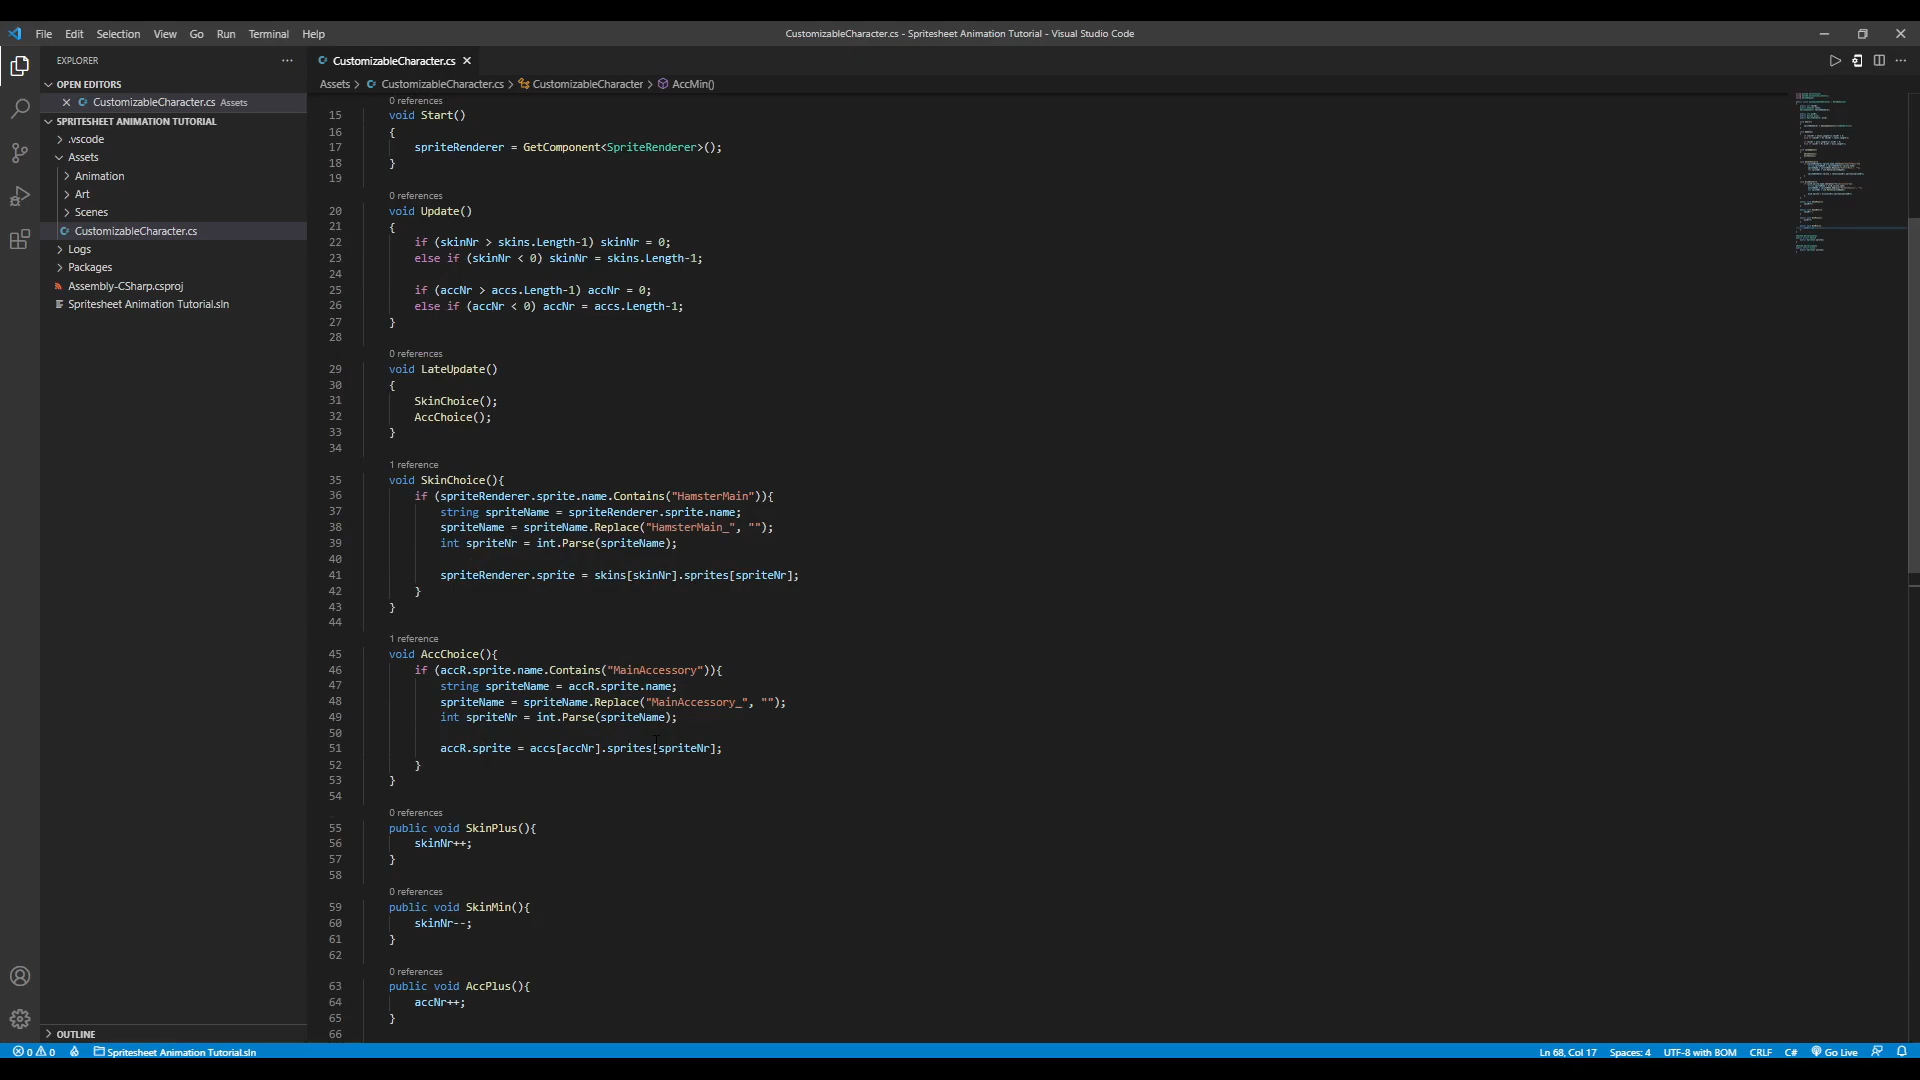 File Edit Selection View Go Run Terminal Help
CustomizableCharacter.cs - Spritesheet Animation Tutorial - Visual Studio Code
EXPLORER
OPEN EDITORS
CustomizableCharacter.cs Assets
SPRITESHEET ANIMATION TUTORIAL
.vscode
Assets
Animation
Art
Scenes
CustomizableCharacter.cs
Logs
Packages
Assembly-CSharp.csproj
Spritesheet Animation Tutorial.sln
OUTLINE
CustomizableCharacter.cs
Assets > CustomizableCharacter.cs > CustomizableCharacter > AccMin()
0 references
15 void Start()
16 {
17 spriteRenderer = GetComponent<SpriteRenderer>();
18 }
19
0 references
20 void Update()
21 {
22 if (skinNr > skins.Length-1) skinNr = 0;
23 else if (skinNr < 0) skinNr = skins.Length-1;
24
25 if (accNr > accs.Length-1) accNr = 0;
26 else if (accNr < 0) accNr = accs.Length-1;
27 }
28
0 references
29 void LateUpdate()
30 {
31 SkinChoice();
32 AccChoice();
33 }
34
1 reference
35 void SkinChoice(){
36 if (spriteRenderer.sprite.name.Contains("HamsterMain")){
37 string spriteName = spriteRenderer.sprite.name;
38 spriteName = spriteName.Replace("HamsterMain_", "");
39 int spriteNr = int.Parse(spriteName);
40
41 spriteRenderer.sprite = skins[skinNr].sprites[spriteNr];
42 }
43 }
44
1 reference
45 void AccChoice(){
46 if (accR.sprite.name.Contains("MainAccessory")){
47 string spriteName = accR.sprite.name;
48 spriteName = spriteName.Replace("MainAccessory_", "");
49 int spriteNr = int.Parse(spriteName);
50
51 accR.sprite = accs[accNr].sprites[spriteNr];
52 }
53 }
54
0 references
55 public void SkinPlus(){
56 skinNr++;
57 }
58
0 references
59 public void SkinMin(){
60 skinNr--;
61 }
62
0 references
63 public void AccPlus(){
64 accNr++;
65 }
66
0 0 Spritesheet Animation Tutorial.sln Ln 68, Col 17 Spaces: 4 UTF-8 with BOM CRLF C# Go Live